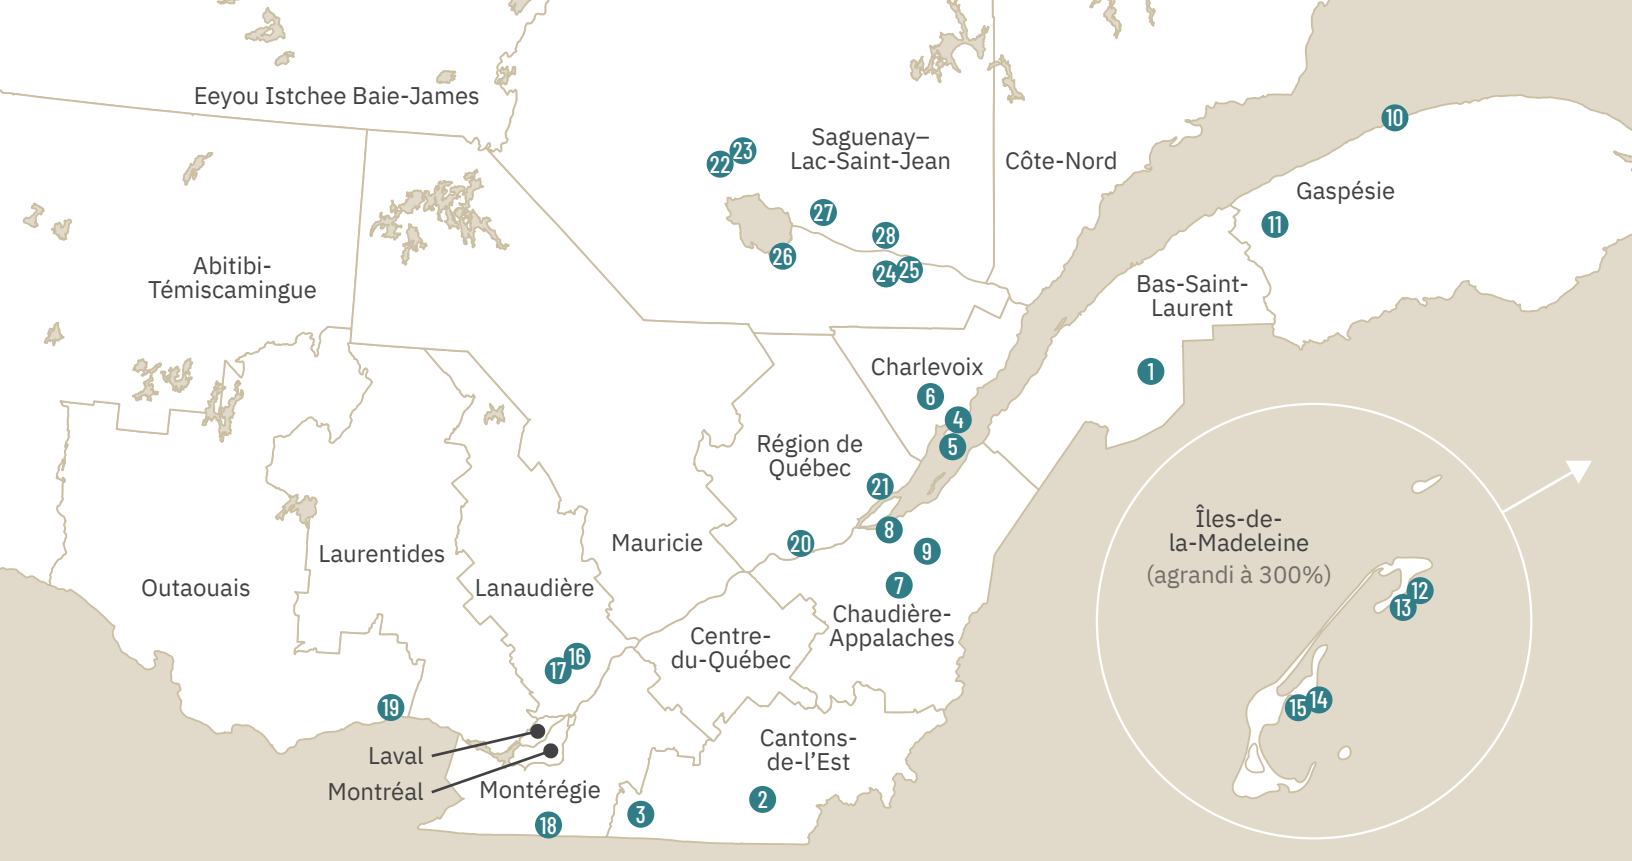 Eeyou Istchee Baie-James
Saguenay–
Lac-Saint-Jean
Côte-Nord
10
23
22
Gaspésie
27
11
28
26
24
25
Abitibi-
Témiscamingue
Bas-Saint-
Laurent
Charlevoix
1
6
4
5
Région de
Québec
21
8
20
9
Mauricie
Laurentides
Outaouais
Lanaudière
7
Chaudière-
Appalaches
Centre-
du-Québec
Îles-de-
la-Madeleine
(agrandi à 300%)
12
13
16
17
14
15
19
Laval
Montréal
Cantons-
de-l’Est
Montérégie
2
3
18